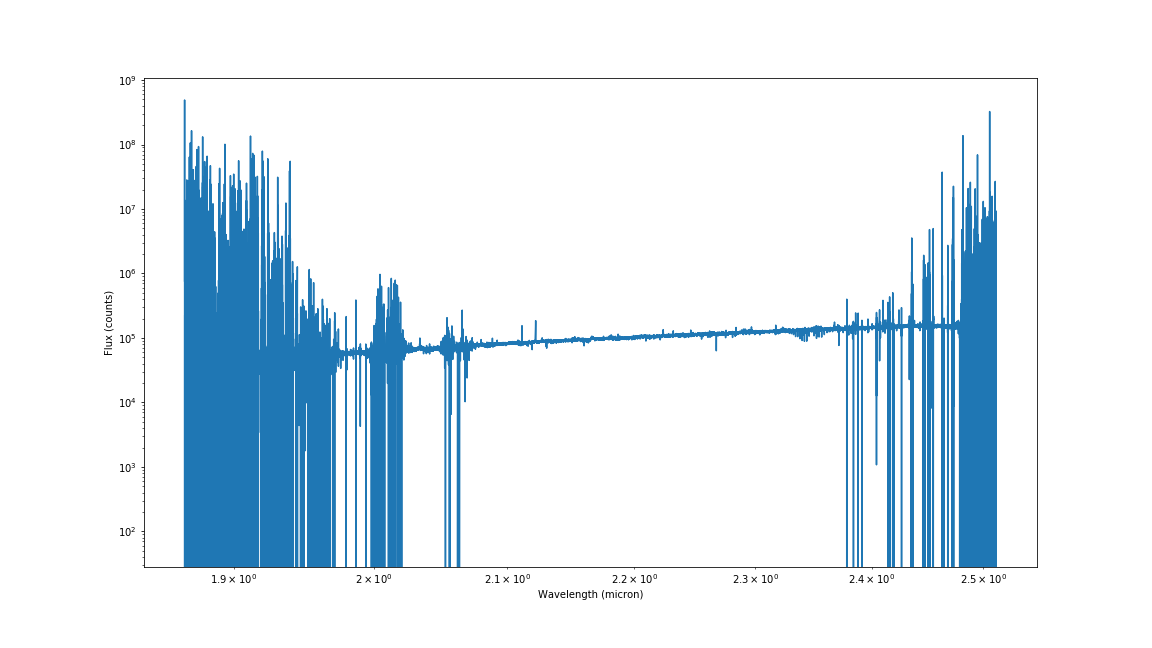 10⁹
10⁸
10⁷
10⁶
10⁵
10⁴
10³
10²
Flux (counts)
1.9 × 10⁰
2 × 10⁰
2.1 × 10⁰
2.2 × 10⁰
2.3 × 10⁰
2.4 × 10⁰
2.5 × 10⁰
Wavelength (micron)